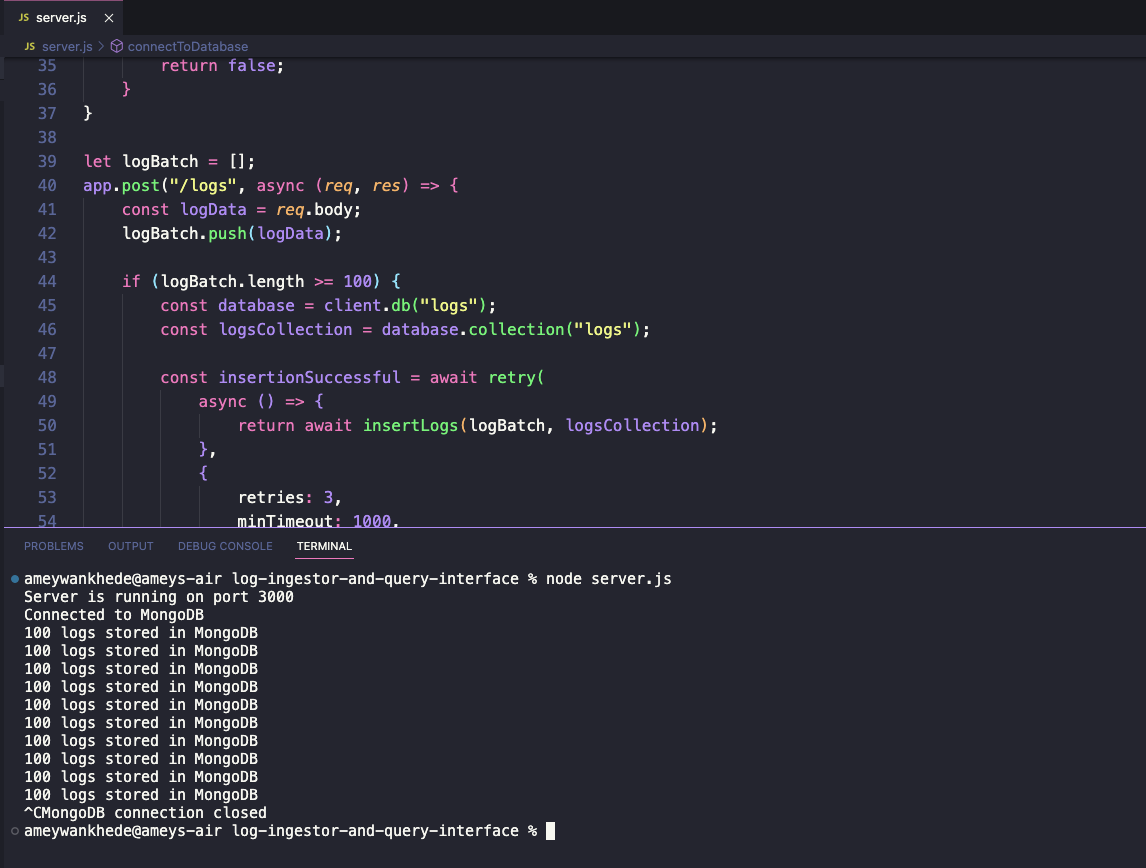 JS server.js ×
JS server.js > connectToDatabase
35 return false;
36 }
37 }
38
39 let logBatch = [];
40 app.post("/logs", async (req, res) => {
41 const logData = req.body;
42 logBatch.push(logData);
43
44 if (logBatch.length >= 100) {
45 const database = client.db("logs");
46 const logsCollection = database.collection("logs");
47
48 const insertionSuccessful = await retry(
49 async () => {
50 return await insertLogs(logBatch, logsCollection);
51 },
52 {
53 retries: 3,
54 minTimeout: 1000,
PROBLEMS OUTPUT DEBUG CONSOLE TERMINAL
ameywankhede@ameys-air log-ingestor-and-query-interface % node server.js
Server is running on port 3000
Connected to MongoDB
100 logs stored in MongoDB
100 logs stored in MongoDB
100 logs stored in MongoDB
100 logs stored in MongoDB
100 logs stored in MongoDB
100 logs stored in MongoDB
100 logs stored in MongoDB
100 logs stored in MongoDB
100 logs stored in MongoDB
100 logs stored in MongoDB
^CMongoDB connection closed
ameywankhede@ameys-air log-ingestor-and-query-interface %